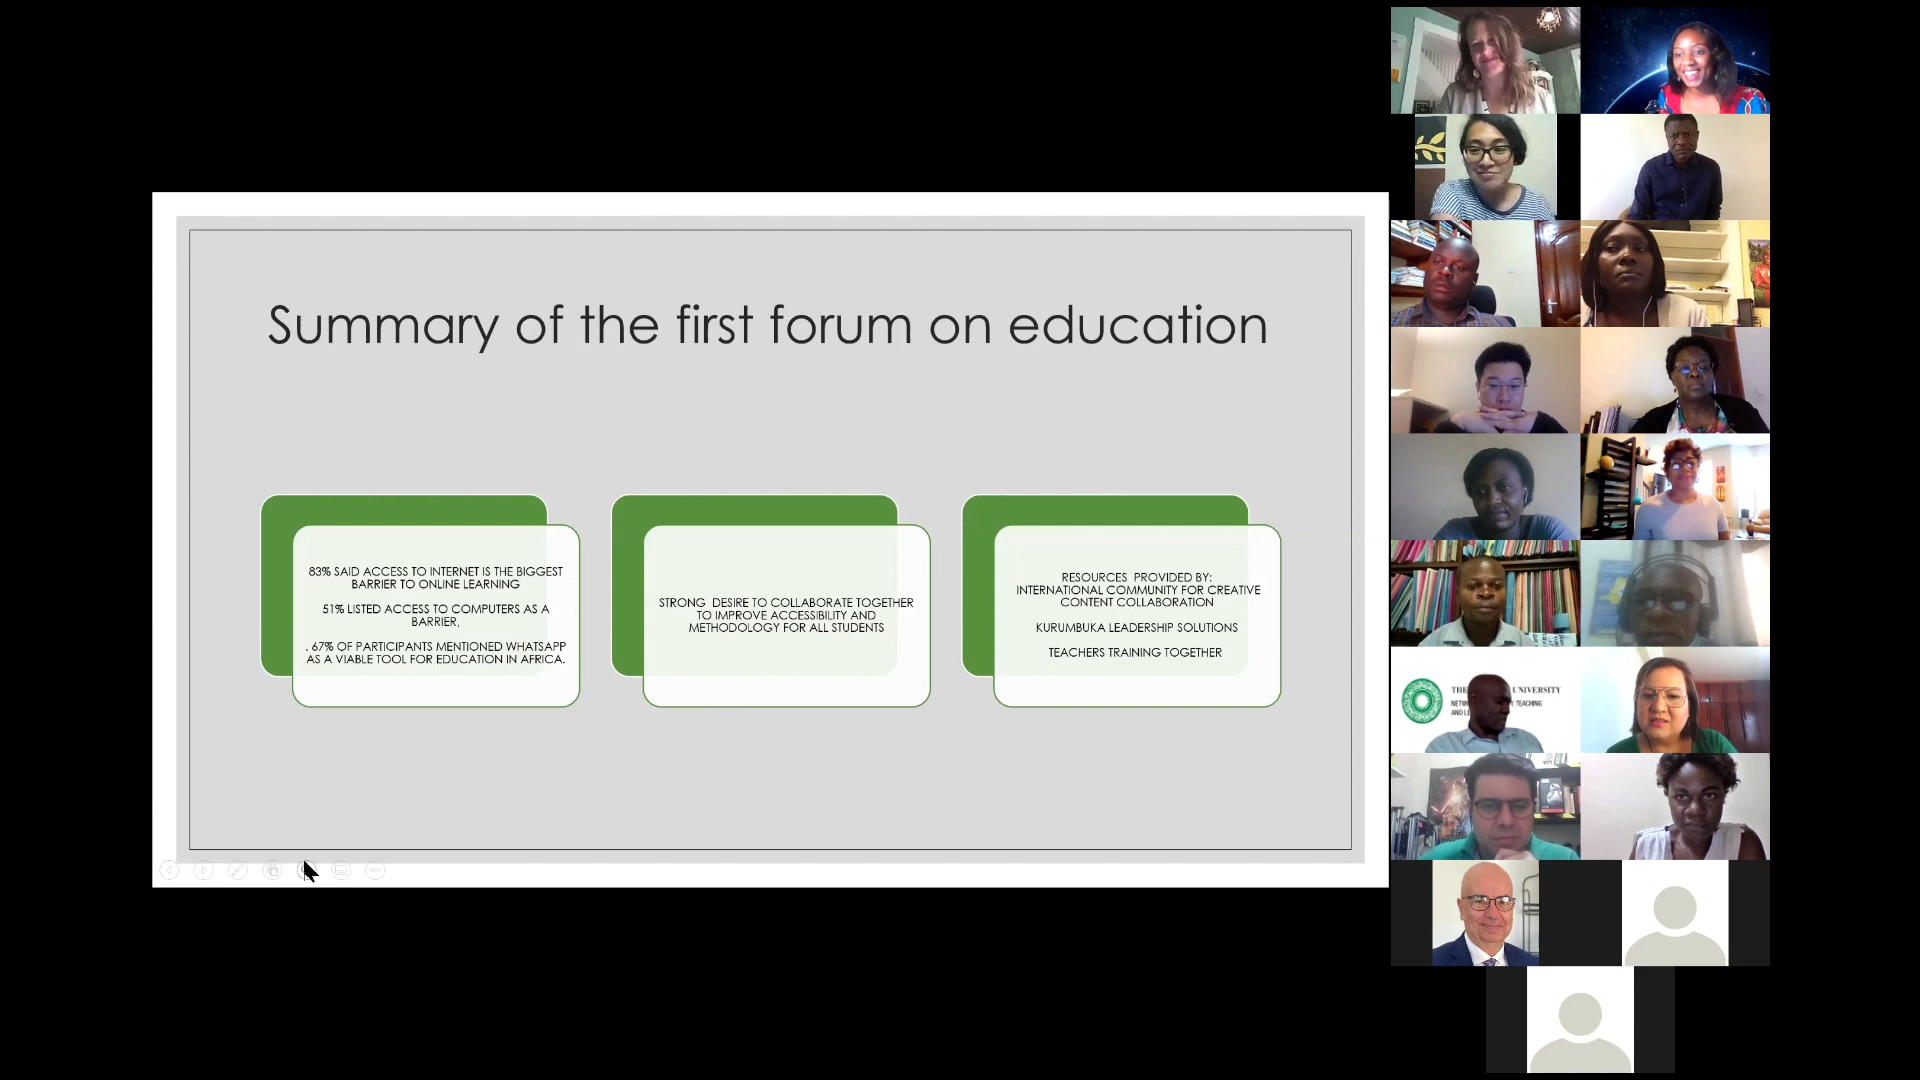 Summary of the first forum on education
83% SAID ACCESS TO INTERNET IS THE BIGGEST
BARRIER TO ONLINE LEARNING
51% LISTED ACCESS TO COMPUTERS AS A
BARRIER,
. 67% OF PARTICIPANTS MENTIONED WHATSAPP
AS A VIABLE TOOL FOR EDUCATION IN AFRICA.
STRONG DESIRE TO COLLABORATE TOGETHER
TO IMPROVE ACCESSIBILITY AND
METHODOLOGY FOR ALL STUDENTS
RESOURCES PROVIDED BY:
INTERNATIONAL COMMUNITY FOR CREATIVE
CONTENT COLLABORATION
KURUMBUKA LEADERSHIP SOLUTIONS
TEACHERS TRAINING TOGETHER
THE UNIVERSITY
TEACHING